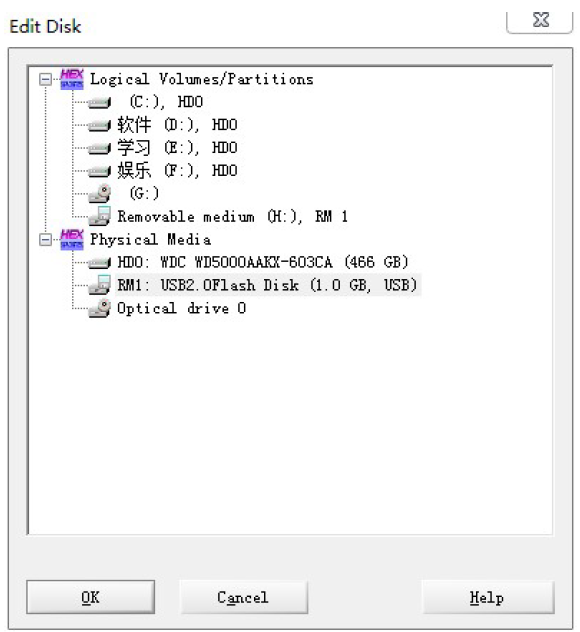 Edit Disk
Logical Volumes/Partitions
(C:), HD0
软件 (D:), HD0
学习 (E:), HD0
娱乐 (F:), HD0
(G:)
Removable medium (H:), RM 1
Physical Media
HD0: WDC WD5000AAKX-603CA (466 GB)
RM1: USB2.0Flash Disk (1.0 GB, USB)
Optical drive 0
OK
Cancel
Help